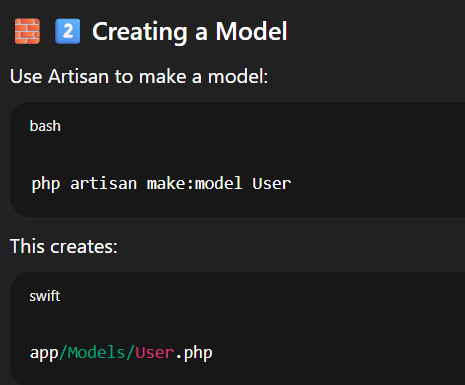 🧱 2️⃣ Creating a Model
Use Artisan to make a model:
bash
php artisan make:model User
This creates:
swift
app/Models/User.php